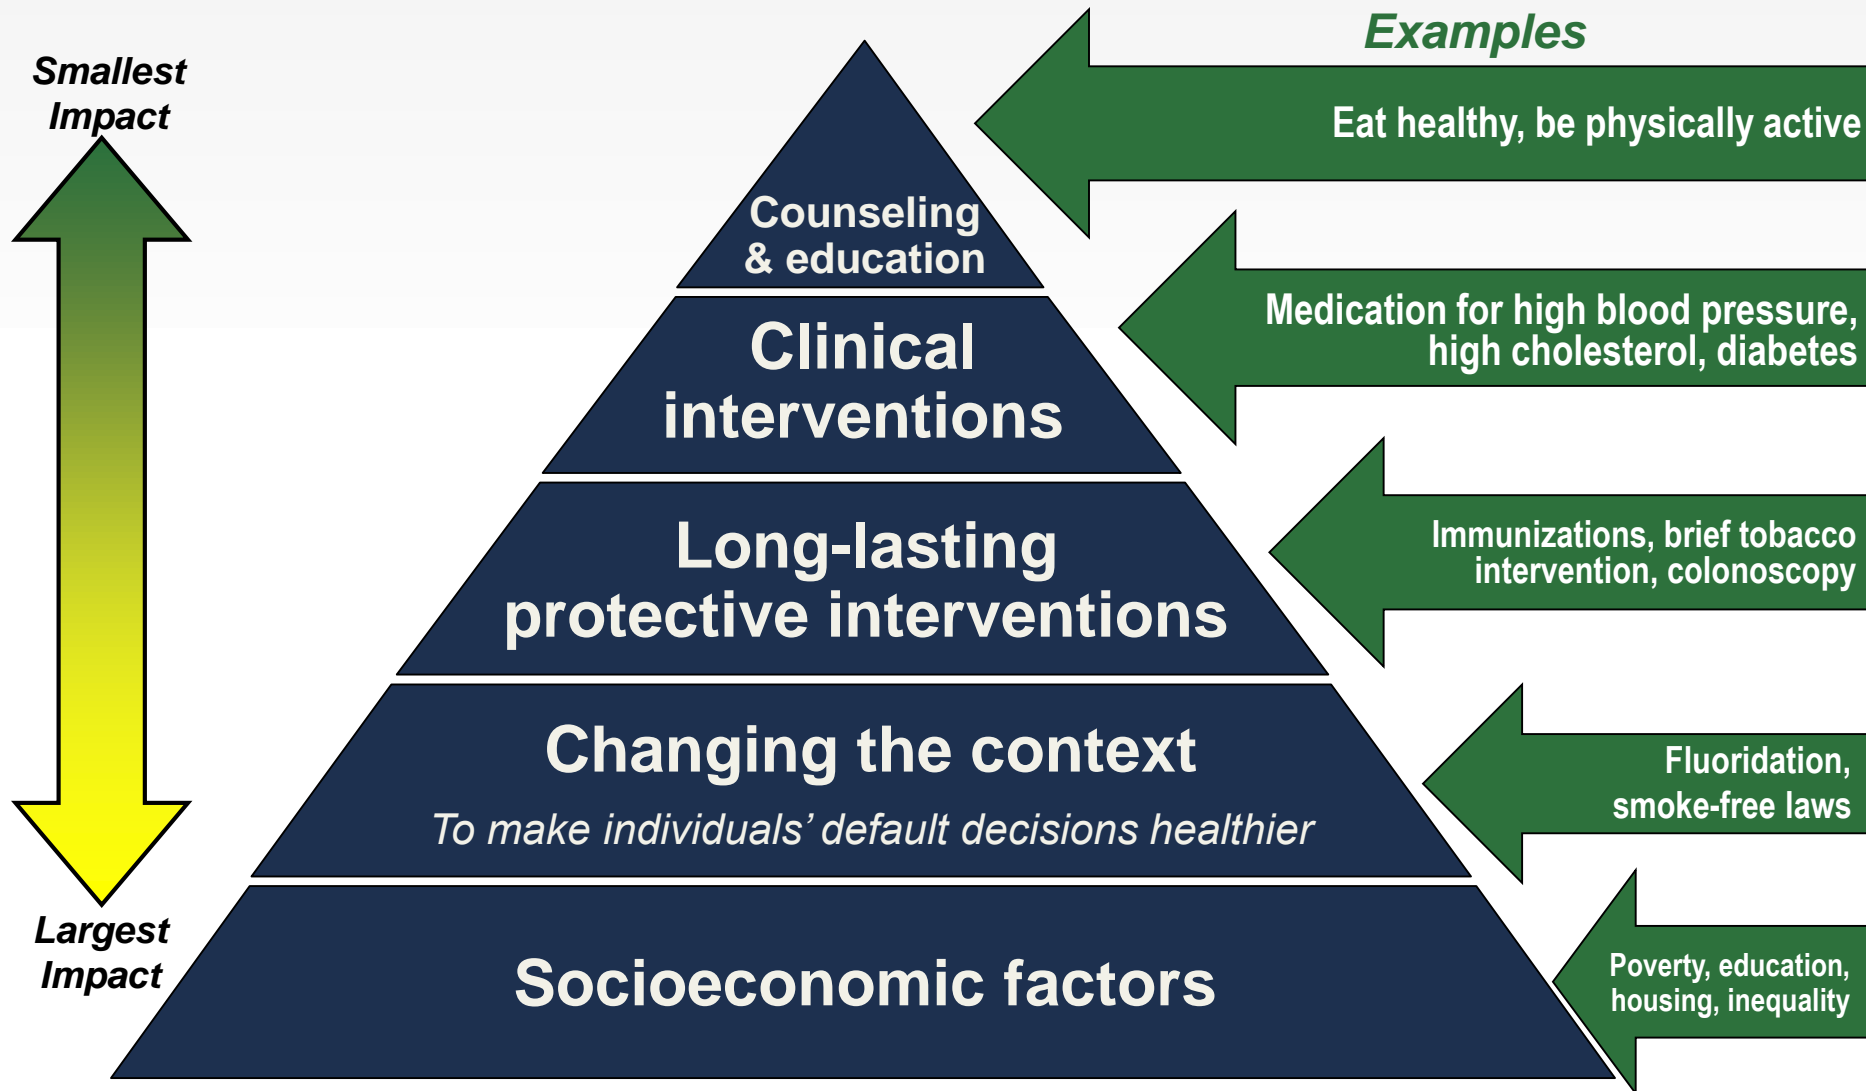 Examples
Smallest
Impact
Eat healthy, be physically active
Counseling
& education
Medication for high blood pressure,
high cholesterol, diabetes
Clinical
interventions
Immunizations, brief tobacco
intervention, colonoscopy
Long-lasting
protective interventions
Fluoridation,
smoke-free laws
Changing the context
To make individuals’ default decisions healthier
Largest
Impact
Socioeconomic factors
Poverty, education,
housing, inequality